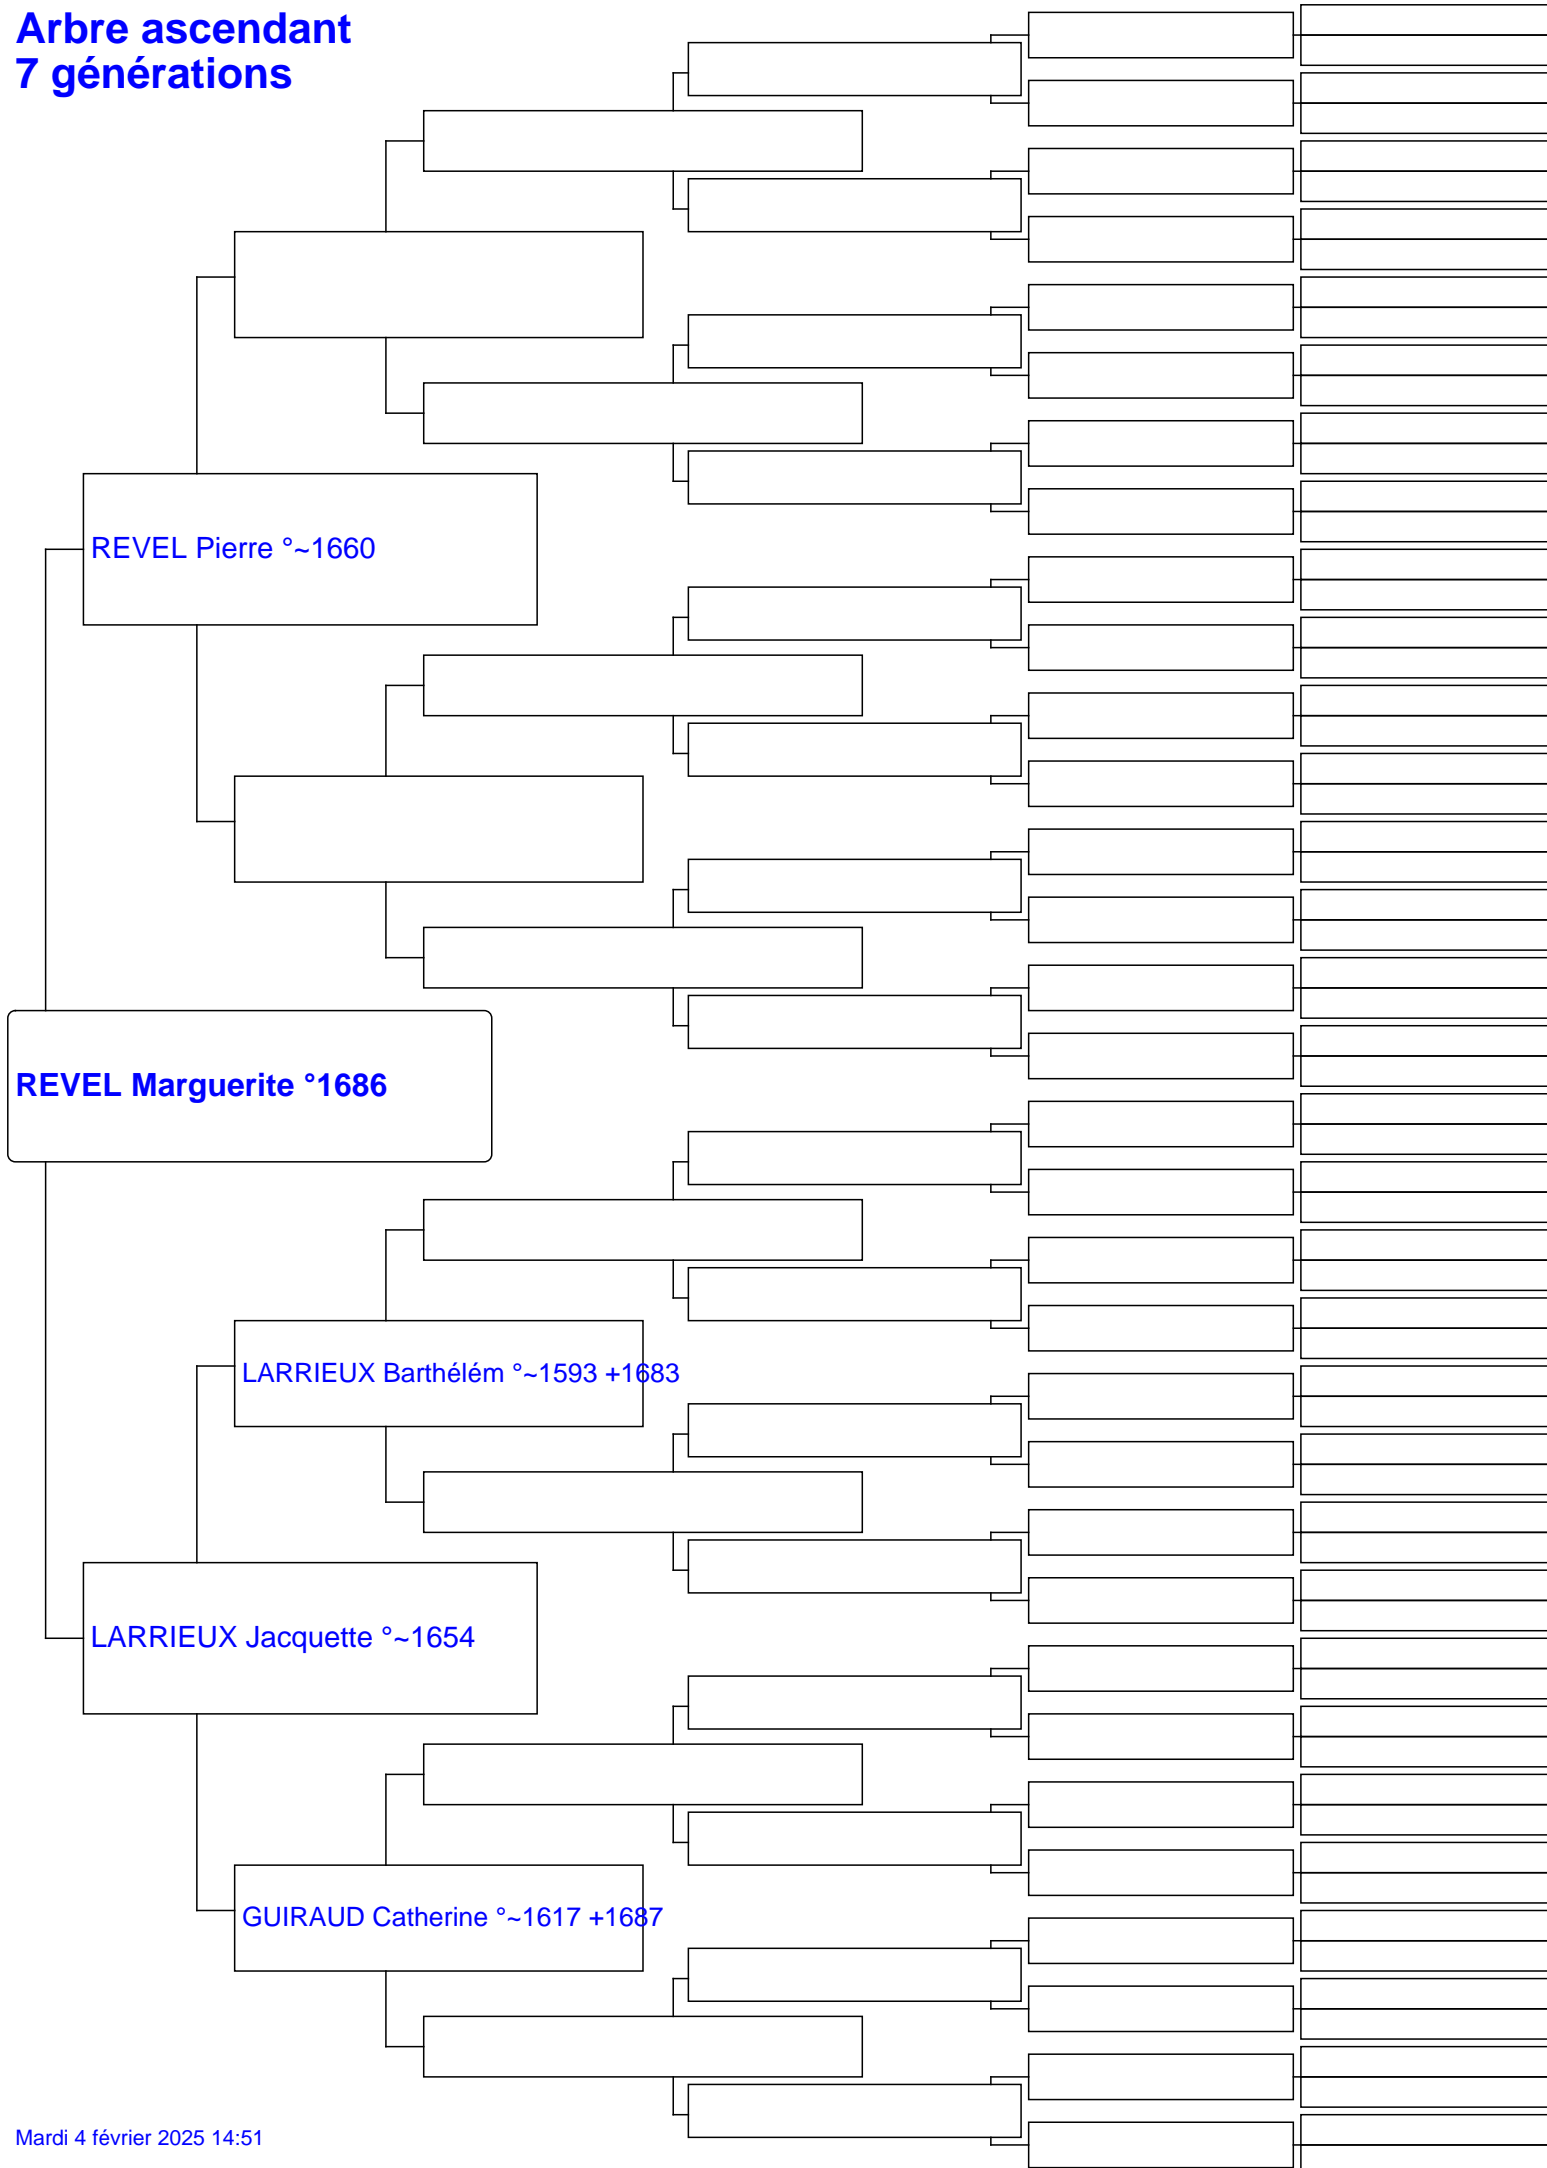 Arbre ascendant
7 générations
REVEL Pierre °~1660
REVEL Marguerite °1686
LARRIEUX Barthélém °~1593 +1683
LARRIEUX Jacquette °~1654
GUIRAUD Catherine °~1617 +1687
Mardi 4 février 2025 14:51